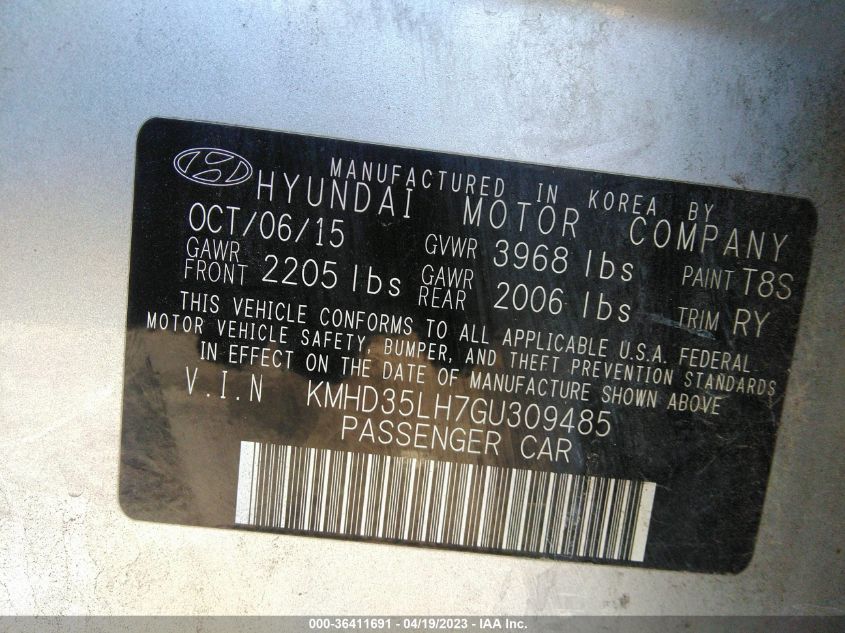 MANUFACTURED IN KOREA BY
HYUNDAI MOTOR COMPANY
OCT/06/15 GVWR 3968 lbs PAINT T8S
GAWR FRONT 2205 lbs GAWR REAR 2006 lbs TRIM RY
THIS VEHICLE CONFORMS TO ALL APPLICABLE U.S.A. FEDERAL
MOTOR VEHICLE SAFETY, BUMPER, AND THEFT PREVENTION STANDARDS
IN EFFECT ON THE DATE OF MANUFACTURE SHOWN ABOVE
V.I.N KMHD35LH7GU309485
PASSENGER CAR
000-36411691 - 04/19/2023 - IAA Inc.